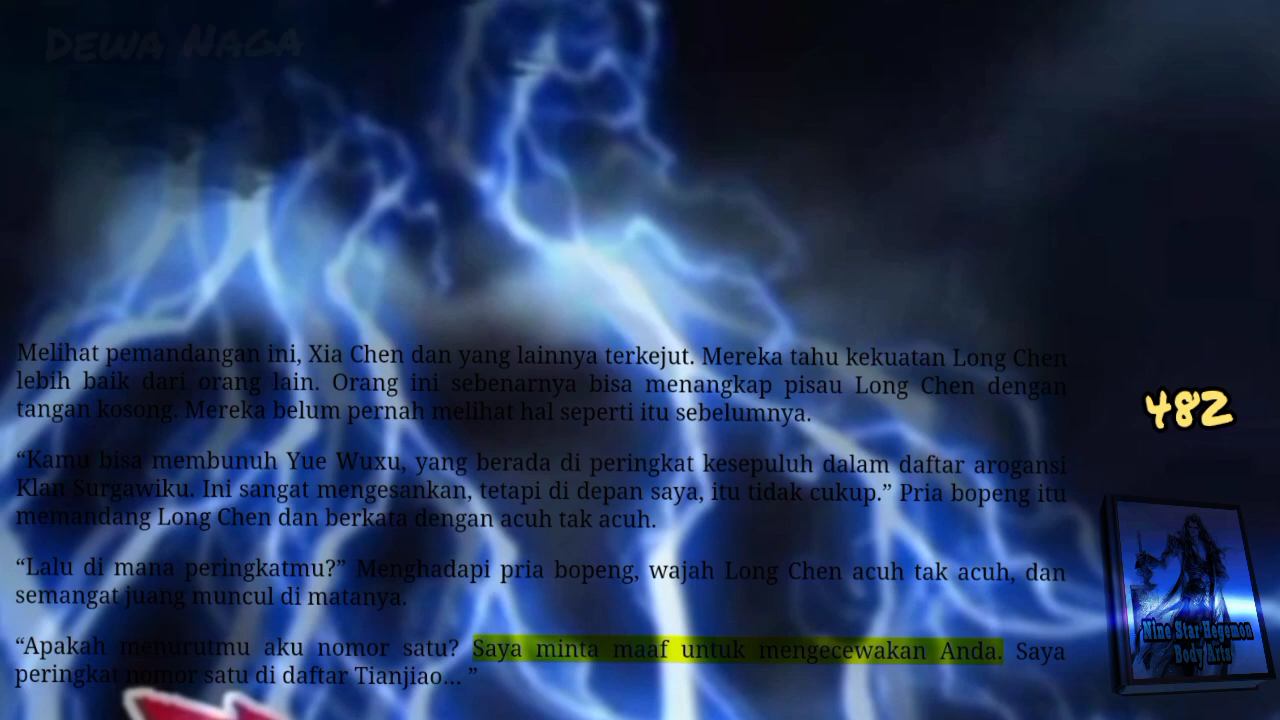 Dewa Naga
Melihat pemandangan ini, Xia Chen dan yang lainnya terkejut. Mereka tahu kekuatan Long Chen
lebih baik dari orang lain. Orang ini sebenarnya bisa menangkap pisau Long Chen dengan
tangan kosong. Mereka belum pernah melihat hal seperti itu sebelumnya.
“Kamu bisa membunuh Yue Wuxu, yang berada di peringkat kesepuluh dalam daftar arogansi
Klan Surgawiku. Ini sangat mengesankan, tetapi di depan saya, itu tidak cukup.” Pria bopeng itu
memandang Long Chen dan berkata dengan acuh tak acuh.
“Lalu di mana peringkatmu?” Menghadapi pria bopeng, wajah Long Chen acuh tak acuh, dan
semangat juang muncul di matanya.
“Apakah menurutmu aku nomor satu? Saya minta maaf untuk mengecewakan Anda. Saya
peringkat nomor satu di daftar Tianjiao... ”
482
Nine Star Hegemon
Body Arts